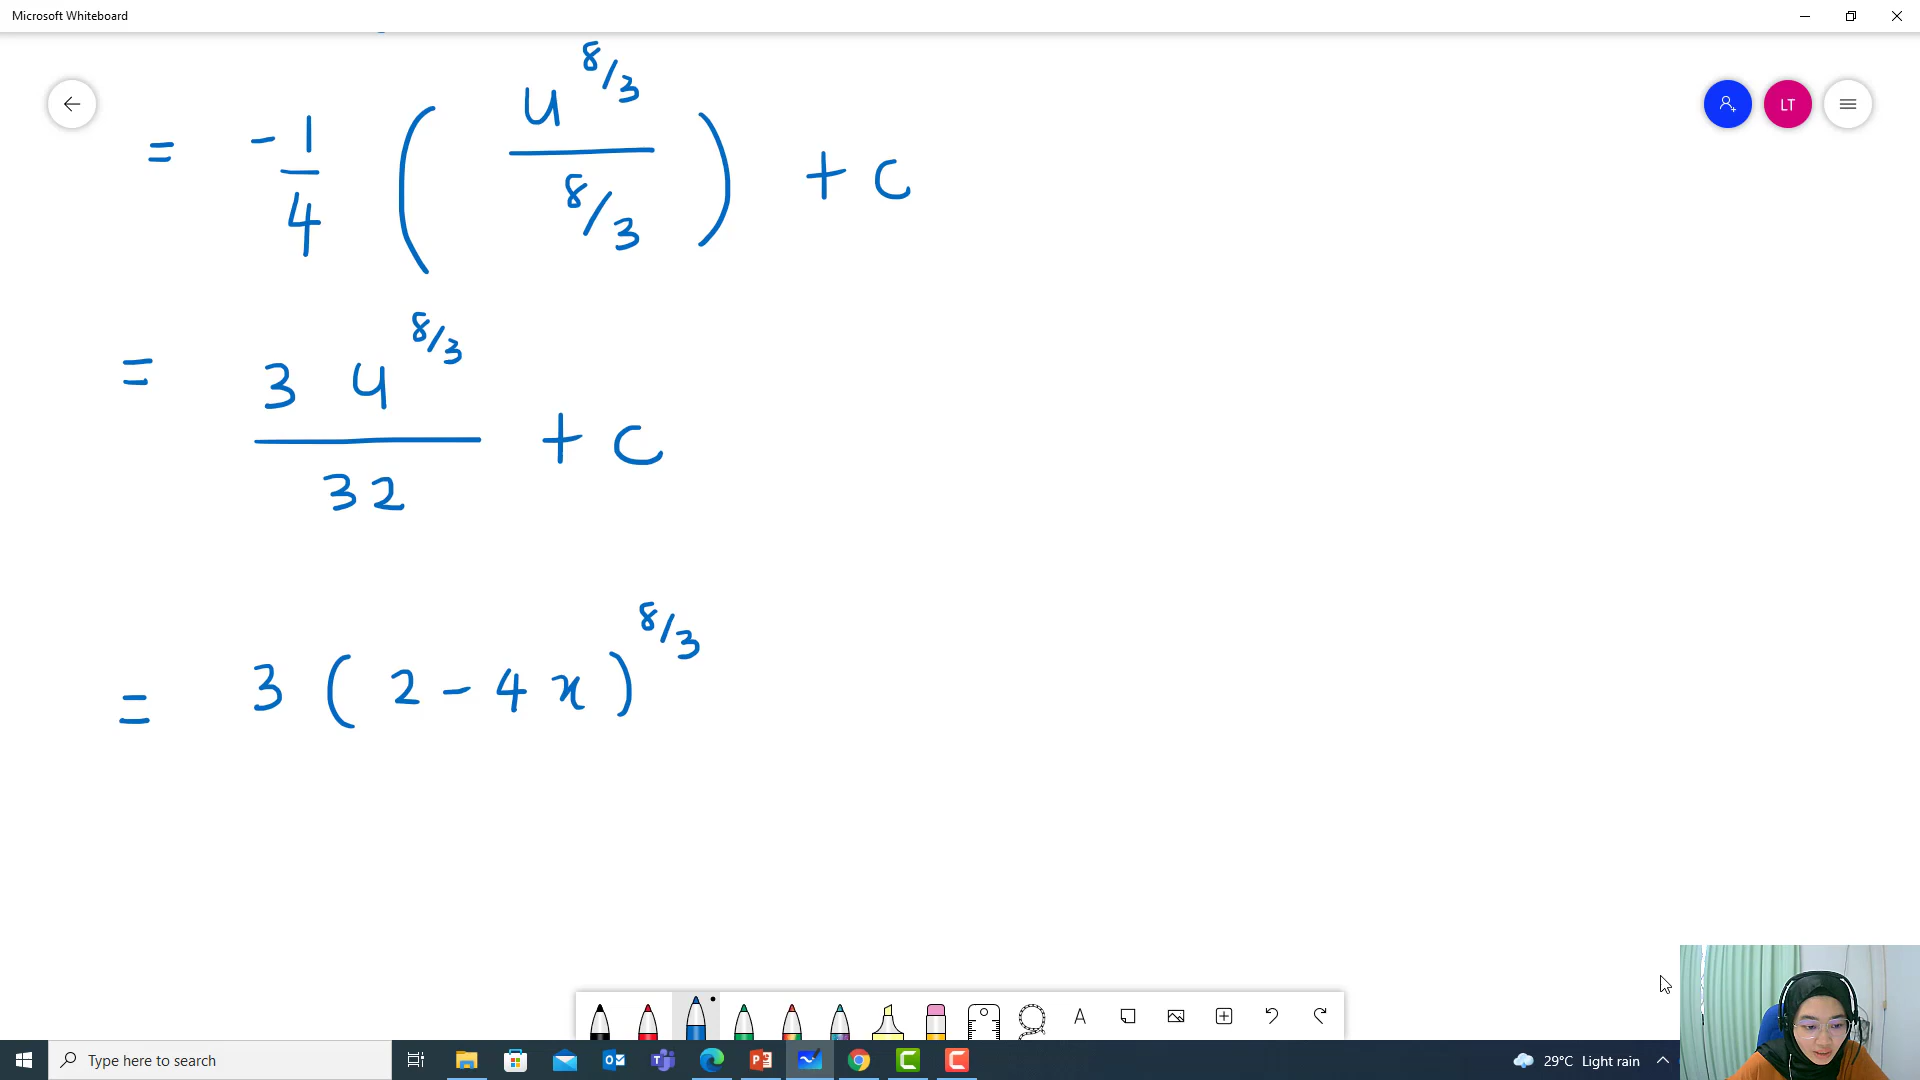 Microsoft Whiteboard
LT
= -1/4 ( u^8/3 / 8/3 ) + c
= 3 u^8/3 / 32 + c
= 3 ( 2 - 4x )^8/3
Type here to search
29°C Light rain